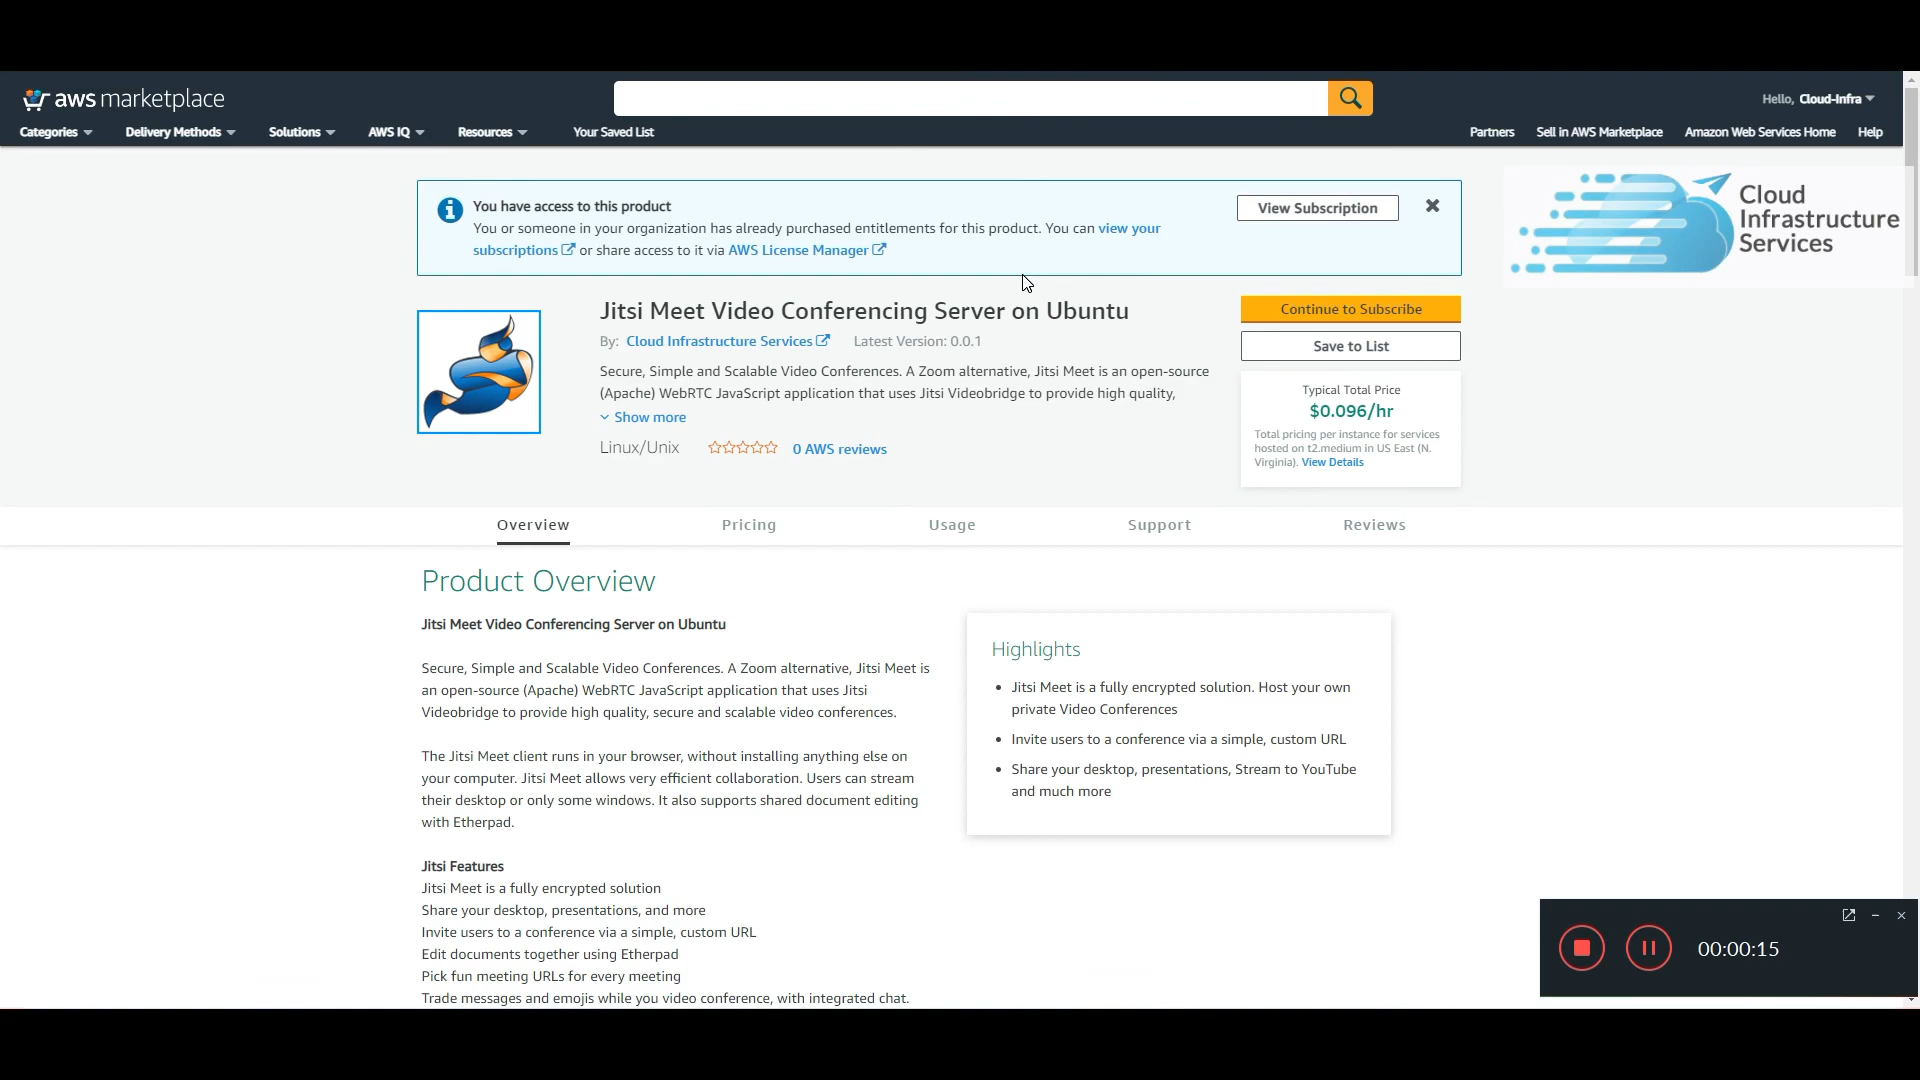 aws marketplace
Hello, Cloud-Infra
Categories Delivery Methods Solutions AWS IQ Resources Your Saved List Partners Sell in AWS Marketplace Amazon Web Services Home Help
Cloud
Infrastructure
Services
You have access to this product
You or someone in your organization has already purchased entitlements for this product. You can view your
subscriptions or share access to it via AWS License Manager
View Subscription
Jitsi Meet Video Conferencing Server on Ubuntu
By: Cloud Infrastructure Services Latest Version: 0.0.1
Secure, Simple and Scalable Video Conferences. A Zoom alternative, Jitsi Meet is an open-source
(Apache) WebRTC JavaScript application that uses Jitsi Videobridge to provide high quality,
Show more
Linux/Unix 0 AWS reviews
Continue to Subscribe
Save to List
Typical Total Price
$0.096/hr
Total pricing per instance for services
hosted on t2.medium in US East (N.
Virginia). View Details
Overview Pricing Usage Support Reviews
Product Overview
Jitsi Meet Video Conferencing Server on Ubuntu
Secure, Simple and Scalable Video Conferences. A Zoom alternative, Jitsi Meet is
an open-source (Apache) WebRTC JavaScript application that uses Jitsi
Videobridge to provide high quality, secure and scalable video conferences.
The Jitsi Meet client runs in your browser, without installing anything else on
your computer. Jitsi Meet allows very efficient collaboration. Users can stream
their desktop or only some windows. It also supports shared document editing
with Etherpad.
Jitsi Features
Jitsi Meet is a fully encrypted solution
Share your desktop, presentations, and more
Invite users to a conference via a simple, custom URL
Edit documents together using Etherpad
Pick fun meeting URLs for every meeting
Trade messages and emojis while you video conference, with integrated chat.
Highlights
Jitsi Meet is a fully encrypted solution. Host your own
private Video Conferences
Invite users to a conference via a simple, custom URL
Share your desktop, presentations, Stream to YouTube
and much more
00:00:15